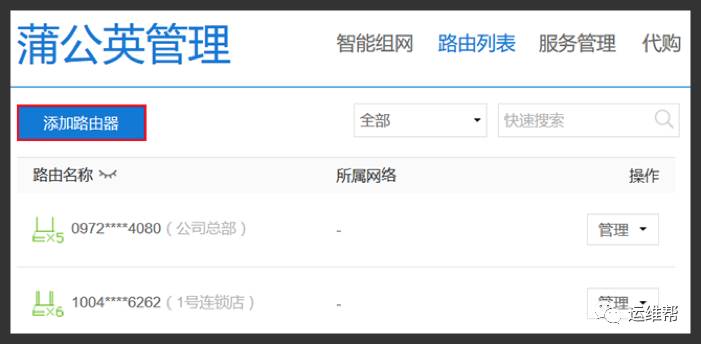 蒲公英管理 智能组网 路由列表 服务管理 代购
添加路由器 全部 快速搜索
路由名称 所属网络 操作
EX5 0972****4080（公司总部） - 管理
EX6 1004****6262（1号连锁店） - 管理
运维帮